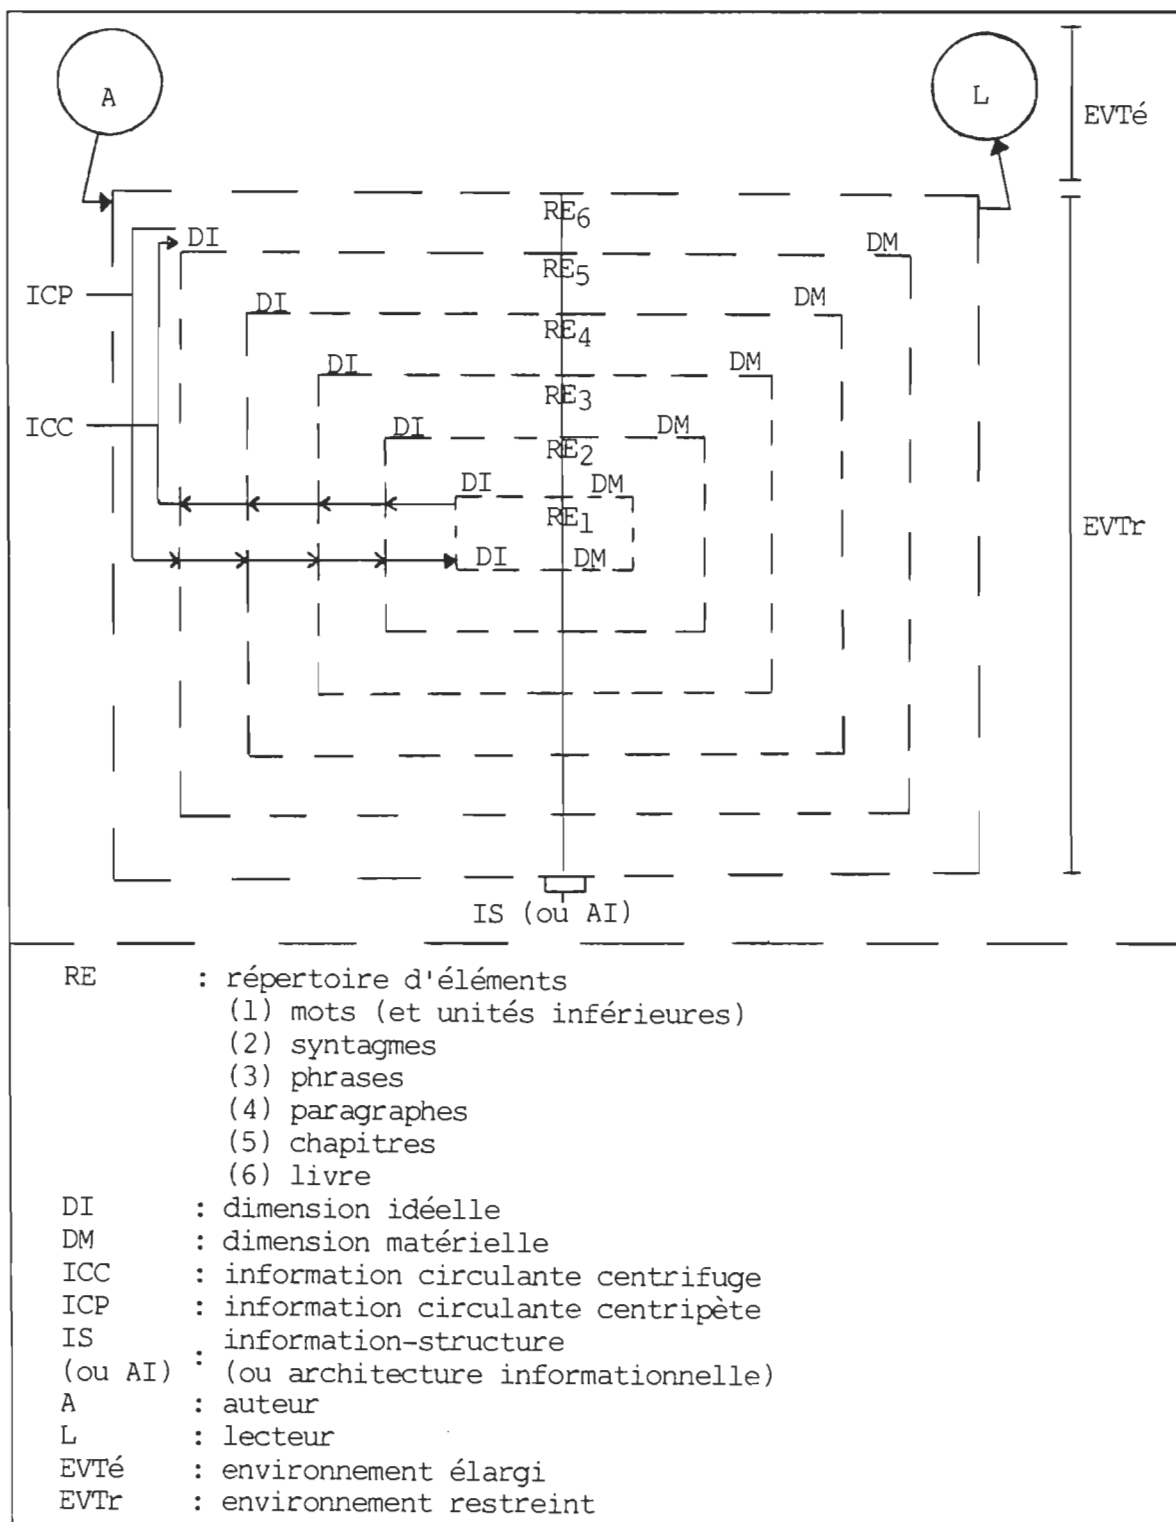 A
L
EVTé
RE6
DI
DM
RE5
ICP
DI
DM
RE4
DI
DM
RE3
ICC
DI
DM
RE2
DI
DM
RE1
EVTr
DI
DM
IS (ou AI)
RE : répertoire d'éléments
(1) mots (et unités inférieures)
(2) syntagmes
(3) phrases
(4) paragraphes
(5) chapitres
(6) livre
DI : dimension idéelle
DM : dimension matérielle
ICC : information circulante centrifuge
ICP : information circulante centripète
IS information-structure
(ou AI) : (ou architecture informationnelle)
A : auteur
L : lecteur
EVTé : environnement élargi
EVTr : environnement restreint